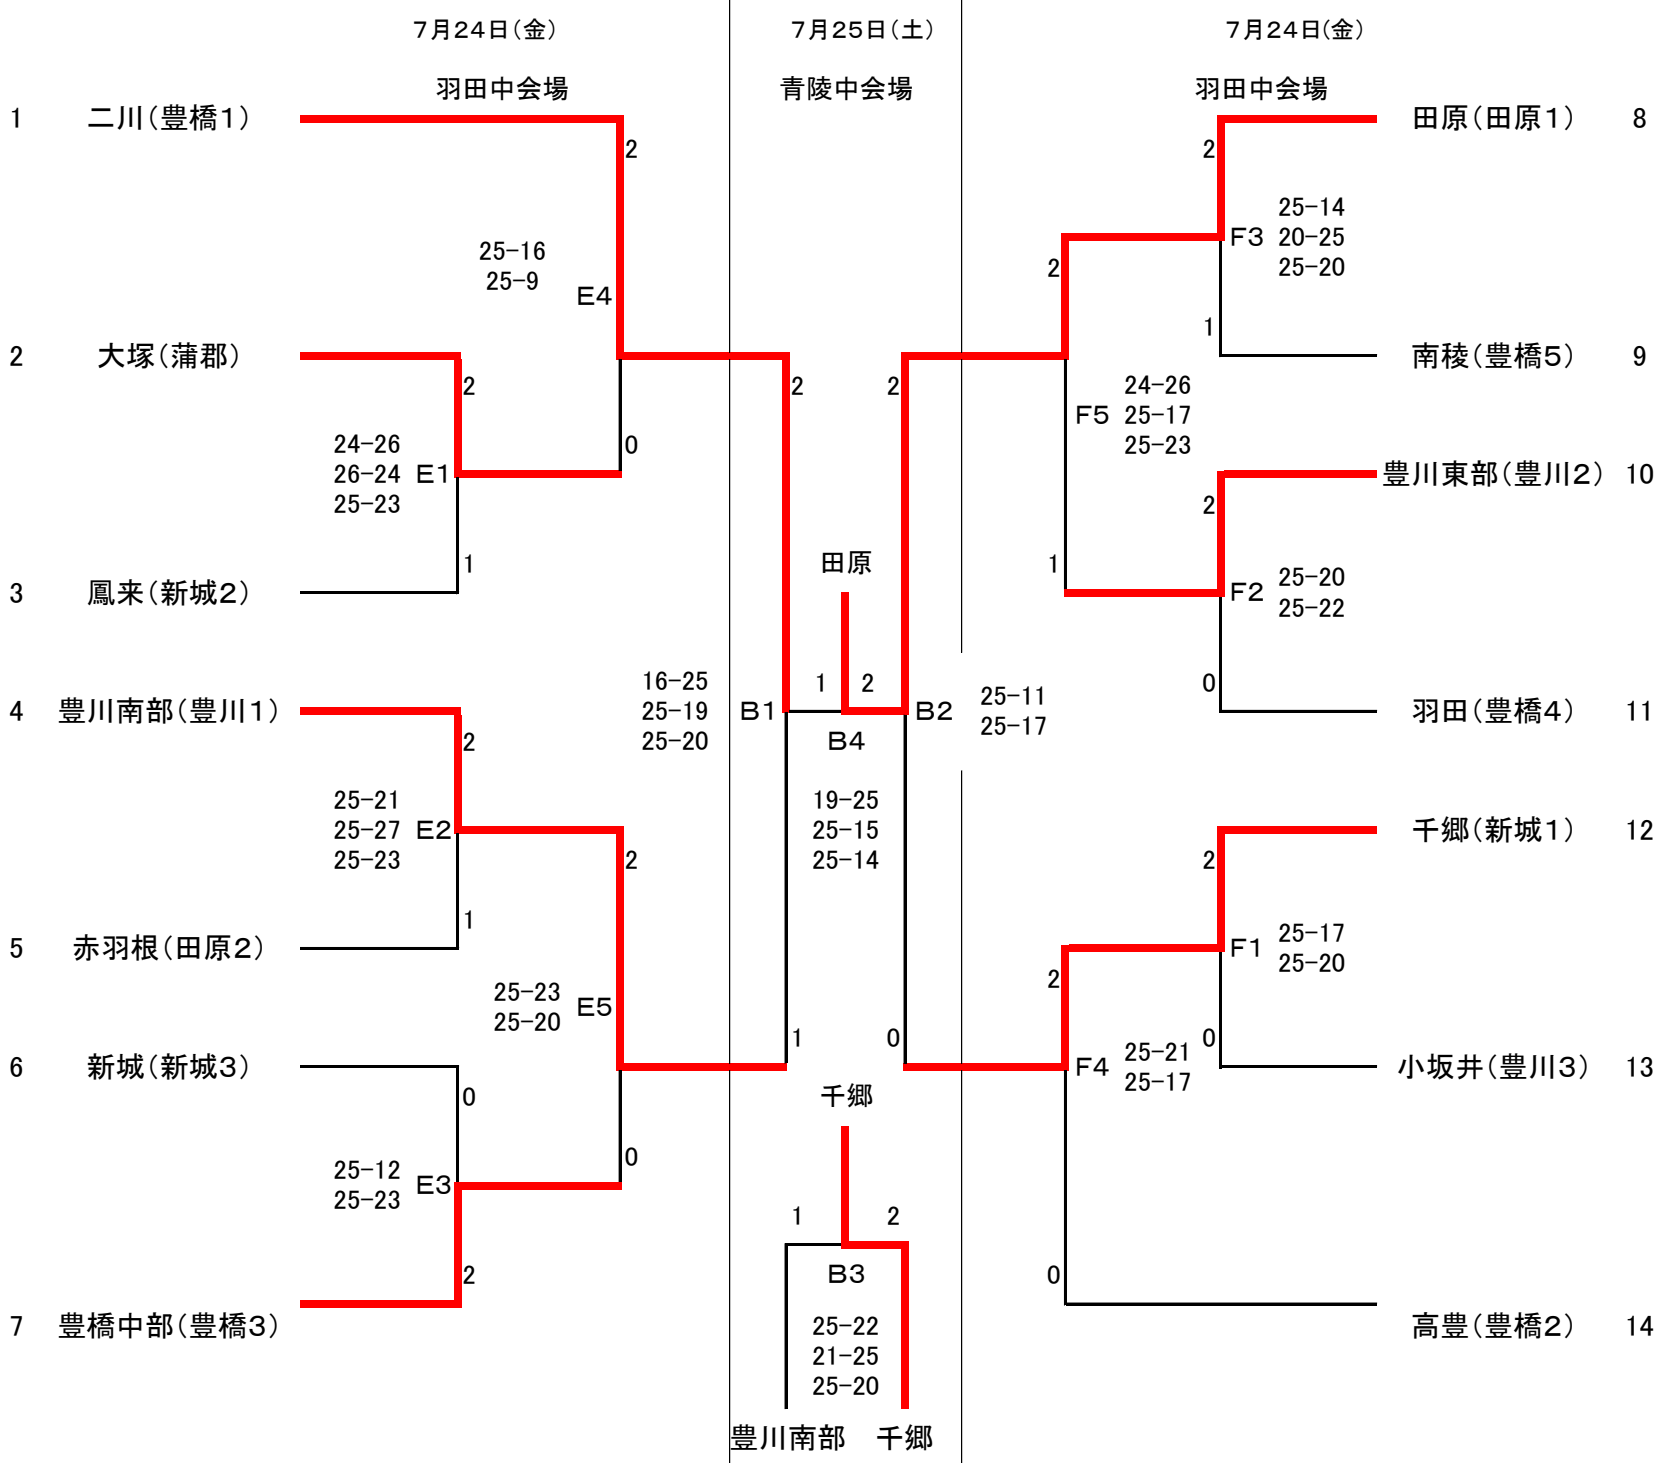 7月24日(金)
7月25日(土)
7月24日(金)
羽田中会場
青陵中会場
羽田中会場
1 二川(豊橋1)
2
25-16
25-9
E4
2 大塚(蒲郡)
2
0
24-26
26-24
25-23
E1
1
3 鳳来(新城2)
4 豊川南部(豊川1)
2
25-21
25-27
25-23
E2
1
2
5 赤羽根(田原2)
25-23
25-20
E5
6 新城(新城3)
0
0
25-12
25-23
E3
2
7 豊橋中部(豊橋3)
2
2
田原
16-25
25-19
25-20
B1
1
2
B4
B2
25-11
25-17
19-25
25-15
25-14
1
0
千郷
1
2
B3
25-22
21-25
25-20
豊川南部 千郷
田原(田原1) 8
2
F3
25-14
20-25
25-20
2
1
南稜(豊橋5) 9
F5
24-26
25-17
25-23
豊川東部(豊川2) 10
2
1
F2
25-20
25-22
0
羽田(豊橋4) 11
千郷(新城1) 12
2
F1
25-17
25-20
2
0
F4
25-21
25-17
小坂井(豊川3) 13
0
高豊(豊橋2) 14